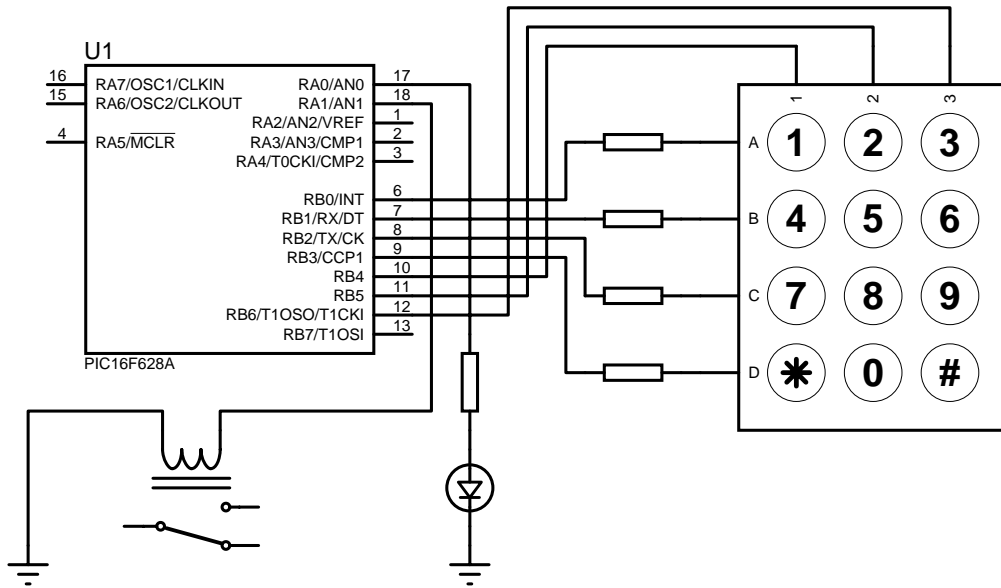 U1
16 RA7/OSC1/CLKIN
15 RA6/OSC2/CLKOUT
4 RA5/MCLR
RA0/AN0 17
RA1/AN1 18
RA2/AN2/VREF 1
RA3/AN3/CMP1 2
RA4/T0CKI/CMP2 3
RB0/INT 6
RB1/RX/DT 7
RB2/TX/CK 8
RB3/CCP1 9
RB4 10
RB5 11
RB6/T1OSO/T1CKI 12
RB7/T1OSI 13
PIC16F628A
1 2 3
A 1 2 3
B 4 5 6
C 7 8 9
D * 0 #